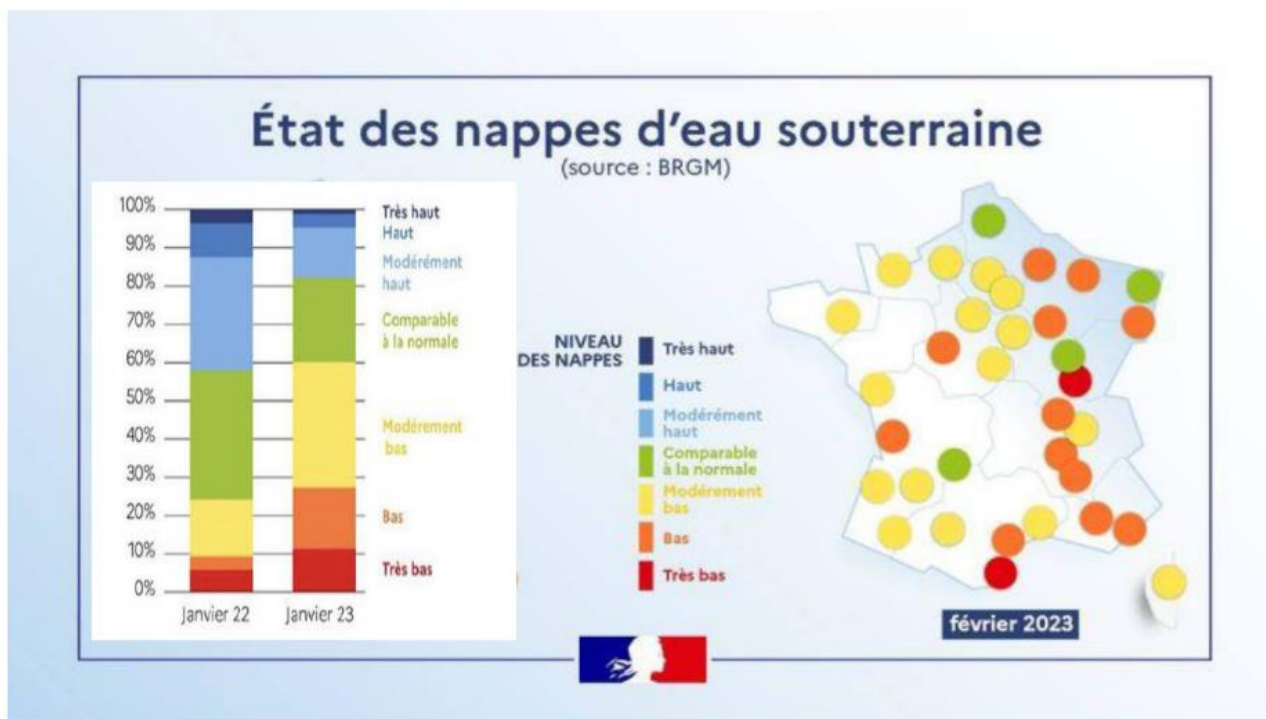 État des nappes d'eau souterraine
(source : BRGM)
100%
90%
80%
70%
60%
50%
40%
30%
20%
10%
0%
Janvier 22
Janvier 23
Très haut
Haut
Modérément
haut
Comparable
à la normale
Modérement
bas
Bas
Très bas
NIVEAU
DES NAPPES
Très haut
Haut
Modérément
haut
Comparable
à la normale
Modérement
bas
Bas
Très bas
février 2023